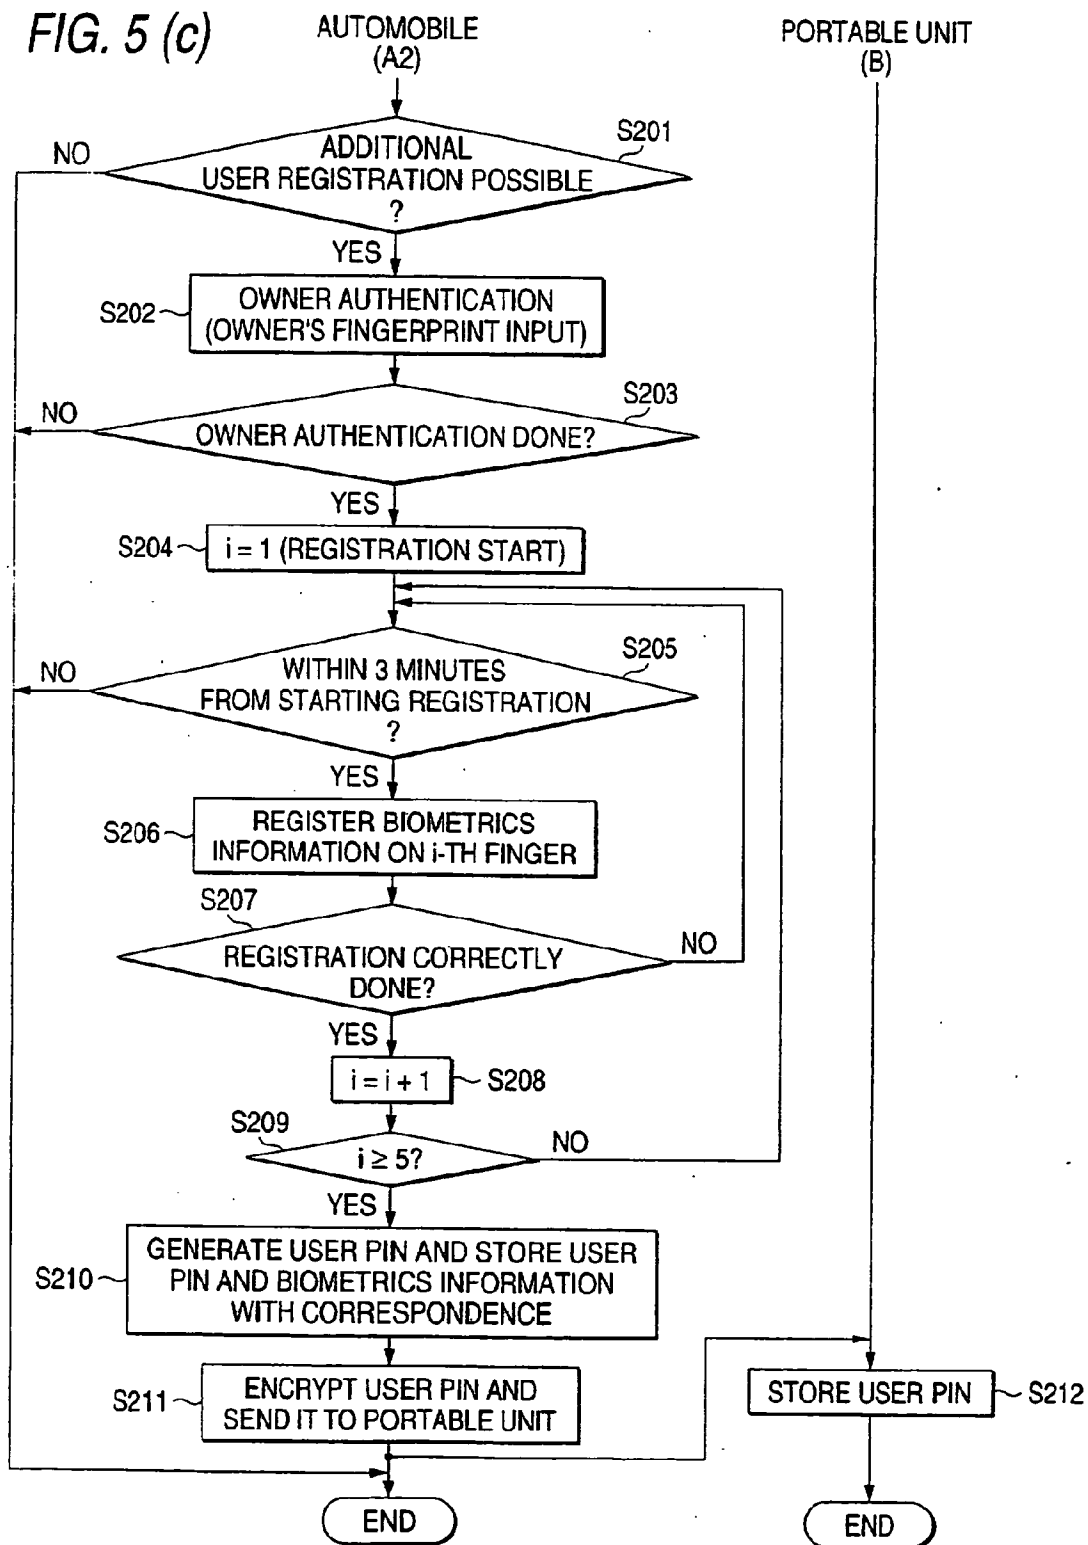 FIG. 5 (c)
AUTOMOBILE
(A2)
PORTABLE UNIT
(B)
S201
NO
ADDITIONAL
USER REGISTRATION POSSIBLE
?
YES
S202
OWNER AUTHENTICATION
(OWNER'S FINGERPRINT INPUT)
S203
NO
OWNER AUTHENTICATION DONE?
YES
S204
i = 1 (REGISTRATION START)
S205
NO
WITHIN 3 MINUTES
FROM STARTING REGISTRATION
?
YES
S206
REGISTER BIOMETRICS
INFORMATION ON i-TH FINGER
S207
NO
REGISTRATION CORRECTLY
DONE?
YES
i = i + 1
S208
S209
NO
i ≥ 5?
YES
S210
GENERATE USER PIN AND STORE USER
PIN AND BIOMETRICS INFORMATION
WITH CORRESPONDENCE
S211
ENCRYPT USER PIN AND
SEND IT TO PORTABLE UNIT
STORE USER PIN
S212
END
END